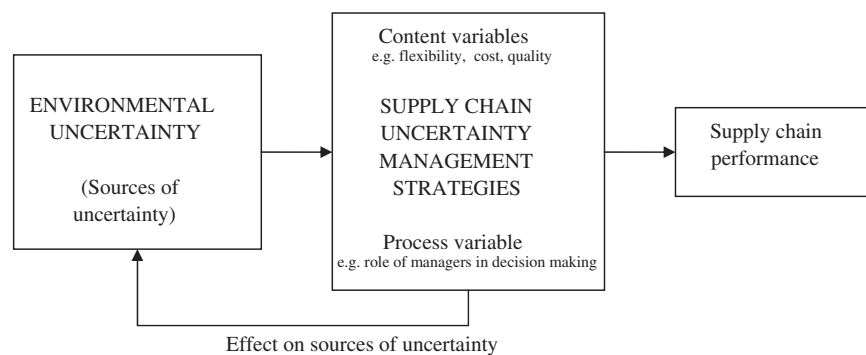 ENVIRONMENTAL
UNCERTAINTY
(Sources of
uncertainty)
Content variables
e.g. flexibility, cost, quality
SUPPLY CHAIN
UNCERTAINTY
MANAGEMENT
STRATEGIES
Process variable
e.g. role of managers in decision making
Supply chain
performance
Effect on sources of uncertainty